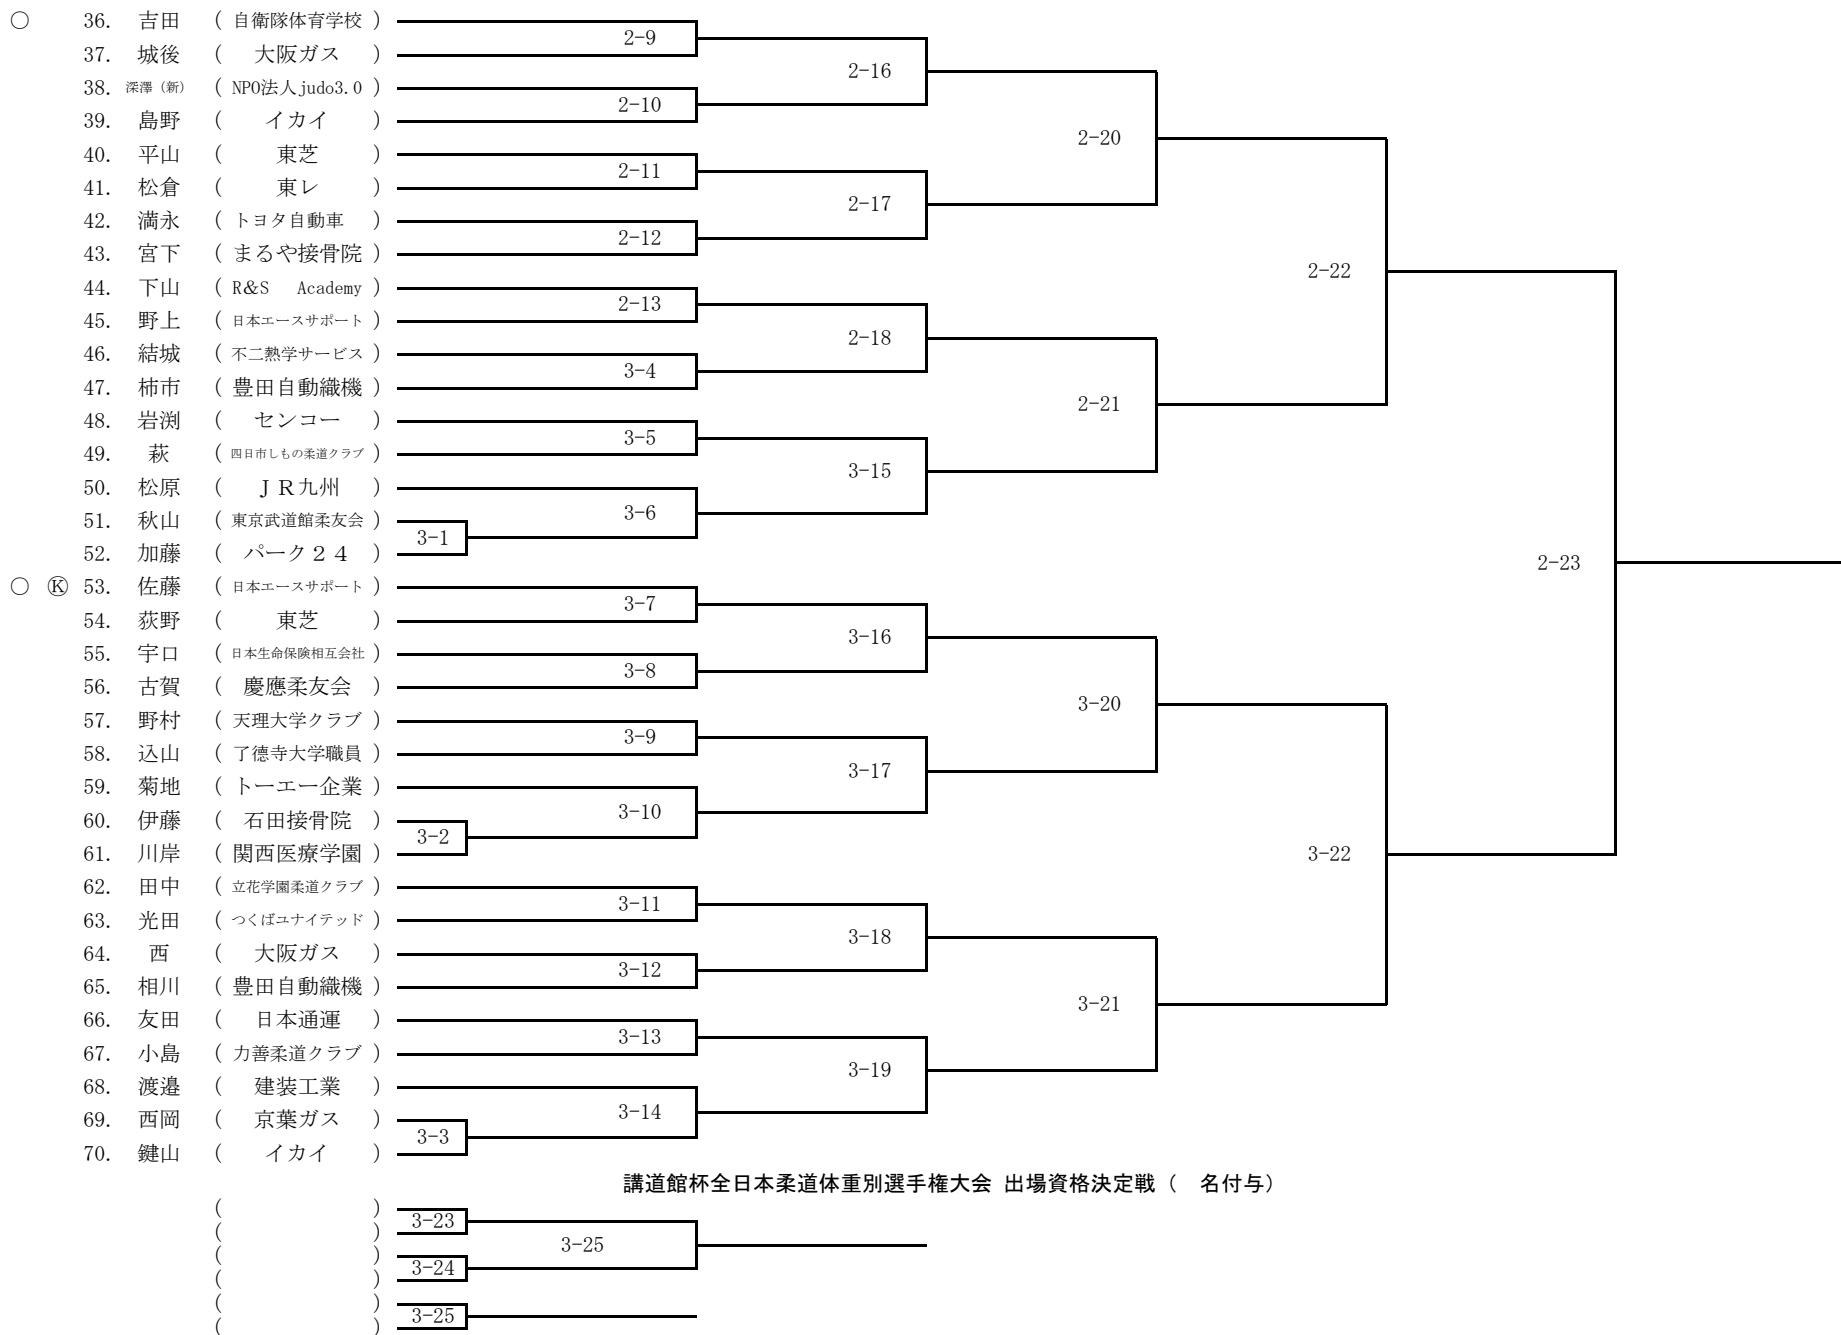 ○ 36. 吉田 ( 自衛隊体育学校 )
2-9
37. 城後 ( 大阪ガス )
2-16
38. 深澤（新） ( NPO法人judo3.0 )
2-10
39. 島野 ( イカイ )
2-20
40. 平山 ( 東芝 )
2-11
41. 松倉 ( 東レ )
2-17
42. 満永 ( トヨタ自動車 )
2-12
43. 宮下 ( まるや接骨院 )
2-22
44. 下山 ( R&S Academy )
2-13
45. 野上 ( 日本エースサポート )
2-18
46. 結城 ( 不二熱学サービス )
3-4
47. 柿市 ( 豊田自動織機 )
2-21
48. 岩渕 ( センコー )
3-5
49. 萩 ( 四日市しもの柔道クラブ )
3-15
50. 松原 ( ＪＲ九州 )
3-6
51. 秋山 ( 東京武道館柔友会 )
3-1
52. 加藤 ( パーク２４ )
2-23
○ Ⓚ 53. 佐藤 ( 日本エースサポート )
3-7
54. 荻野 ( 東芝 )
3-16
55. 宇口 ( 日本生命保険相互会社 )
3-8
56. 古賀 ( 慶應柔友会 )
3-20
57. 野村 ( 天理大学クラブ )
3-9
58. 込山 ( 了德寺大学職員 )
3-17
59. 菊地 ( トーエー企業 )
3-10
60. 伊藤 ( 石田接骨院 )
3-2
61. 川岸 ( 関西医療学園 )
3-22
62. 田中 ( 立花学園柔道クラブ )
3-11
63. 光田 ( つくばユナイテッド )
3-18
64. 西 ( 大阪ガス )
3-12
65. 相川 ( 豊田自動織機 )
3-21
66. 友田 ( 日本通運 )
3-13
67. 小島 ( 力善柔道クラブ )
3-19
68. 渡邉 ( 建装工業 )
3-14
69. 西岡 ( 京葉ガス )
3-3
70. 鍵山 ( イカイ )
講道館杯全日本柔道体重別選手権大会 出場資格決定戦（　名付与）
( )
3-23
( )
3-25
( )
3-24
( )
( )
3-25
( )